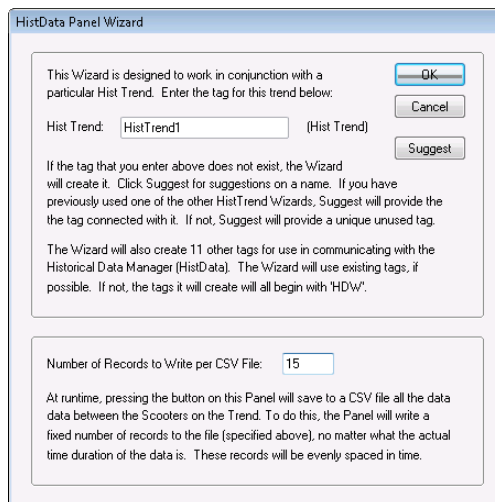 HistData Panel Wizard
This Wizard is designed to work in conjunction with a
particular Hist Trend. Enter the tag for this trend below:
OK
Cancel
Hist Trend: HistTrend1 (Hist Trend)
Suggest
If the tag that you enter above does not exist, the Wizard
will create it. Click Suggest for suggestions on a name. If you have
previously used one of the other HistTrend Wizards, Suggest will provide the
the tag connected with it. If not, Suggest will provide a unique unused tag.
The Wizard will also create 11 other tags for use in communicating with the
Historical Data Manager (HistData). The Wizard will use existing tags, if
possible. If not, the tags it will create will all begin with 'HDW'.
Number of Records to Write per CSV File: 15
At runtime, pressing the button on this Panel will save to a CSV file all the data
data between the Scooters on the Trend. To do this, the Panel will write a
fixed number of records to the file (specified above), no matter what the actual
time duration of the data is. These records will be evenly spaced in time.